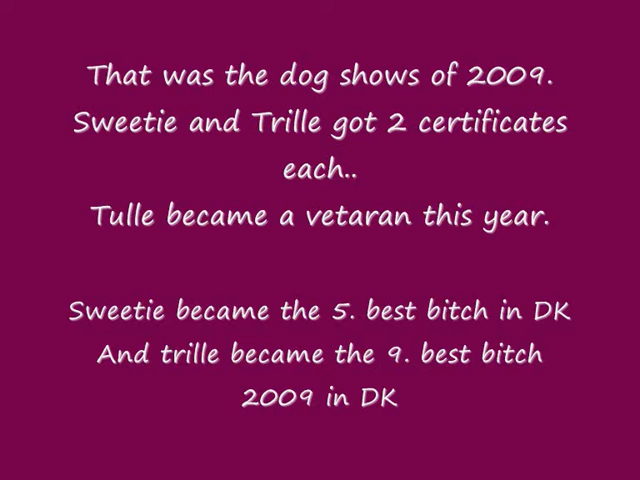 That was the dog shows of 2009.
Sweetie and Trille got 2 certificates
each..
Tulle became a vetaran this year.
Sweetie became the 5. best bitch in DK
And trille became the 9. best bitch
2009 in DK